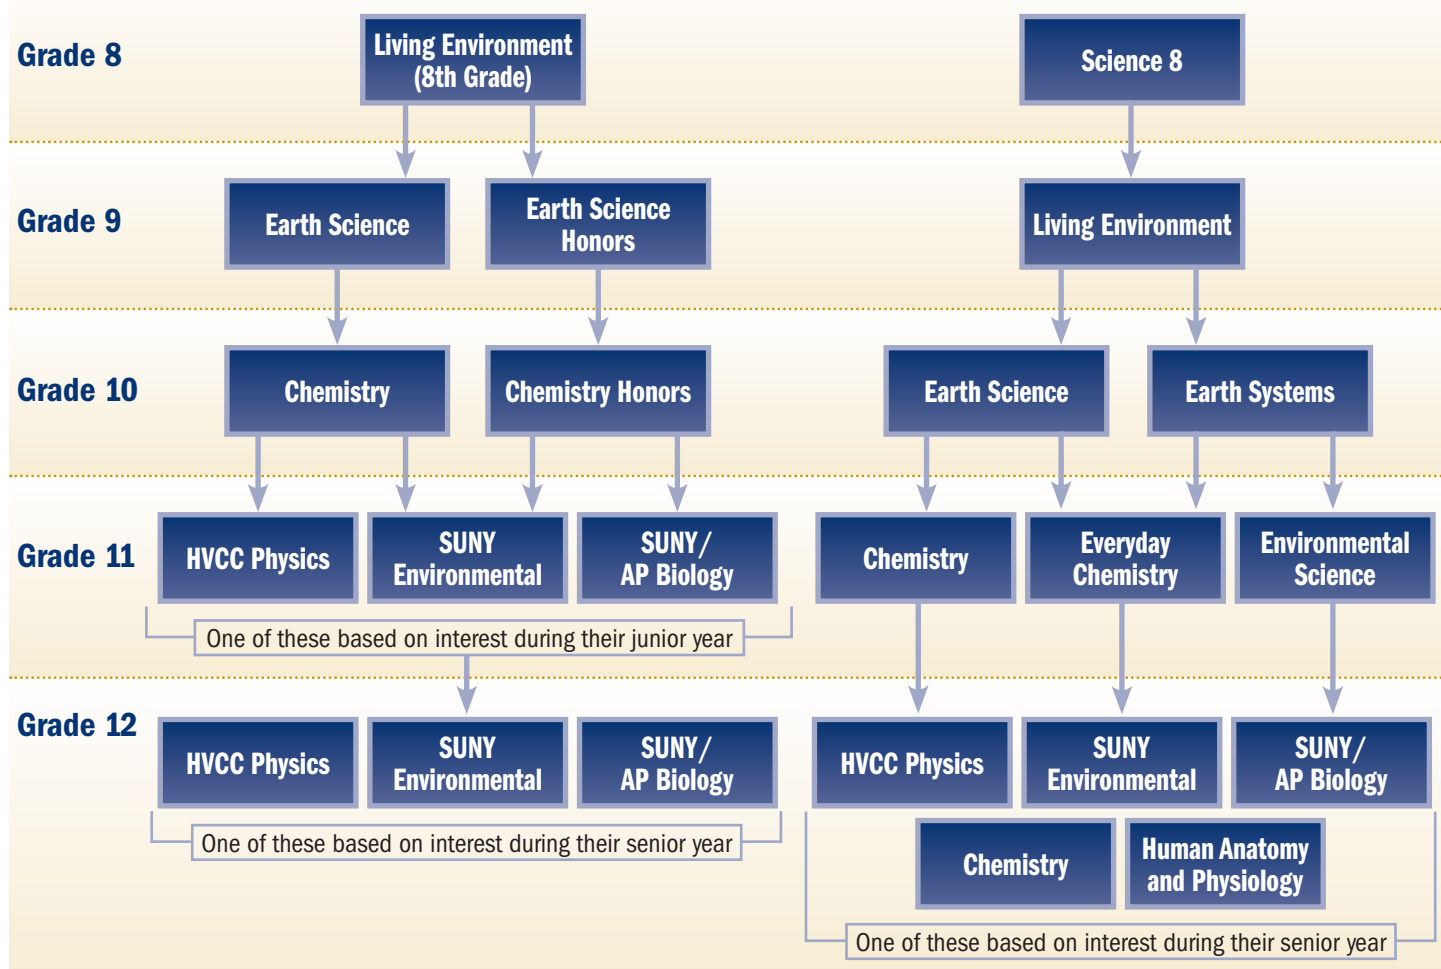 Grade 8
Living Environment
(8th Grade)
Science 8
Grade 9
Earth Science
Earth Science
Honors
Living Environment
Grade 10
Chemistry
Chemistry Honors
Earth Science
Earth Systems
Grade 11
HVCC Physics
SUNY
Environmental
SUNY/
AP Biology
Chemistry
Everyday
Chemistry
Environmental
Science
One of these based on interest during their junior year
Grade 12
HVCC Physics
SUNY
Environmental
SUNY/
AP Biology
One of these based on interest during their senior year
HVCC Physics
SUNY
Environmental
SUNY/
AP Biology
Chemistry
Human Anatomy
and Physiology
One of these based on interest during their senior year